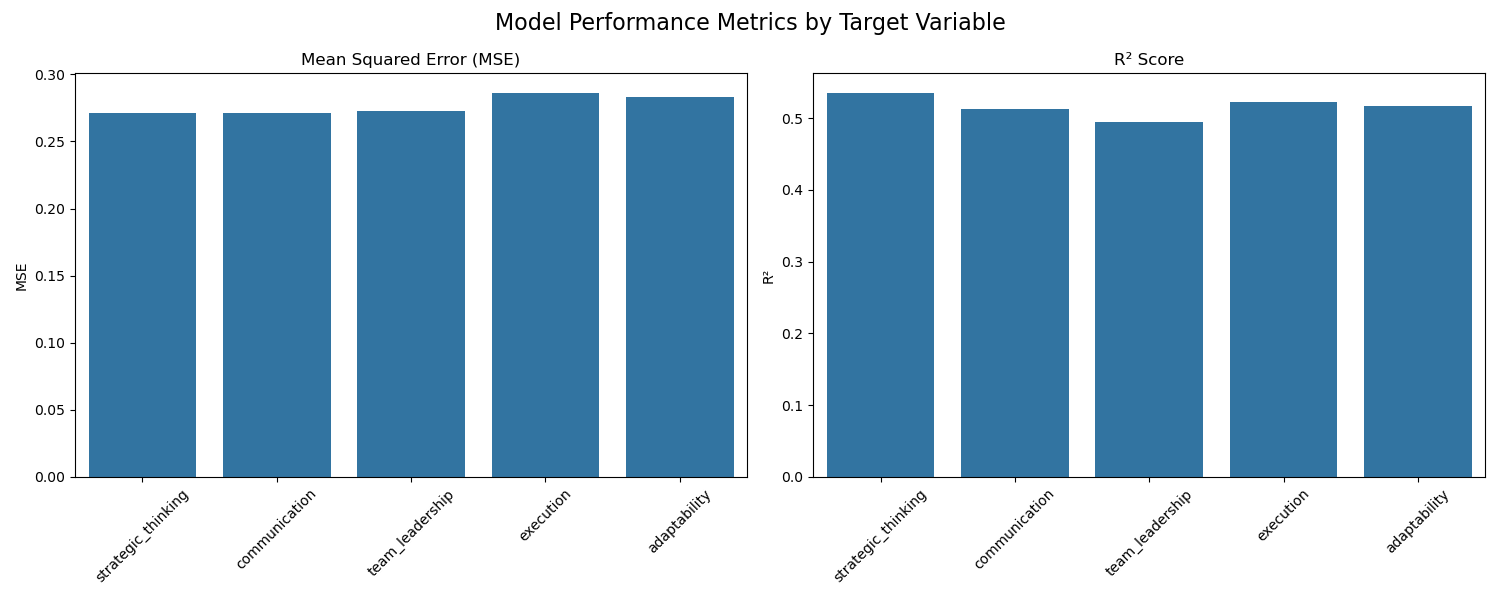 Model Performance Metrics by Target Variable
Mean Squared Error (MSE)
MSE
0.30
0.25
0.20
0.15
0.10
0.05
0.00
strategic_thinking
communication
team_leadership
execution
adaptability
R² Score
R²
0.5
0.4
0.3
0.2
0.1
0.0
strategic_thinking
communication
team_leadership
execution
adaptability